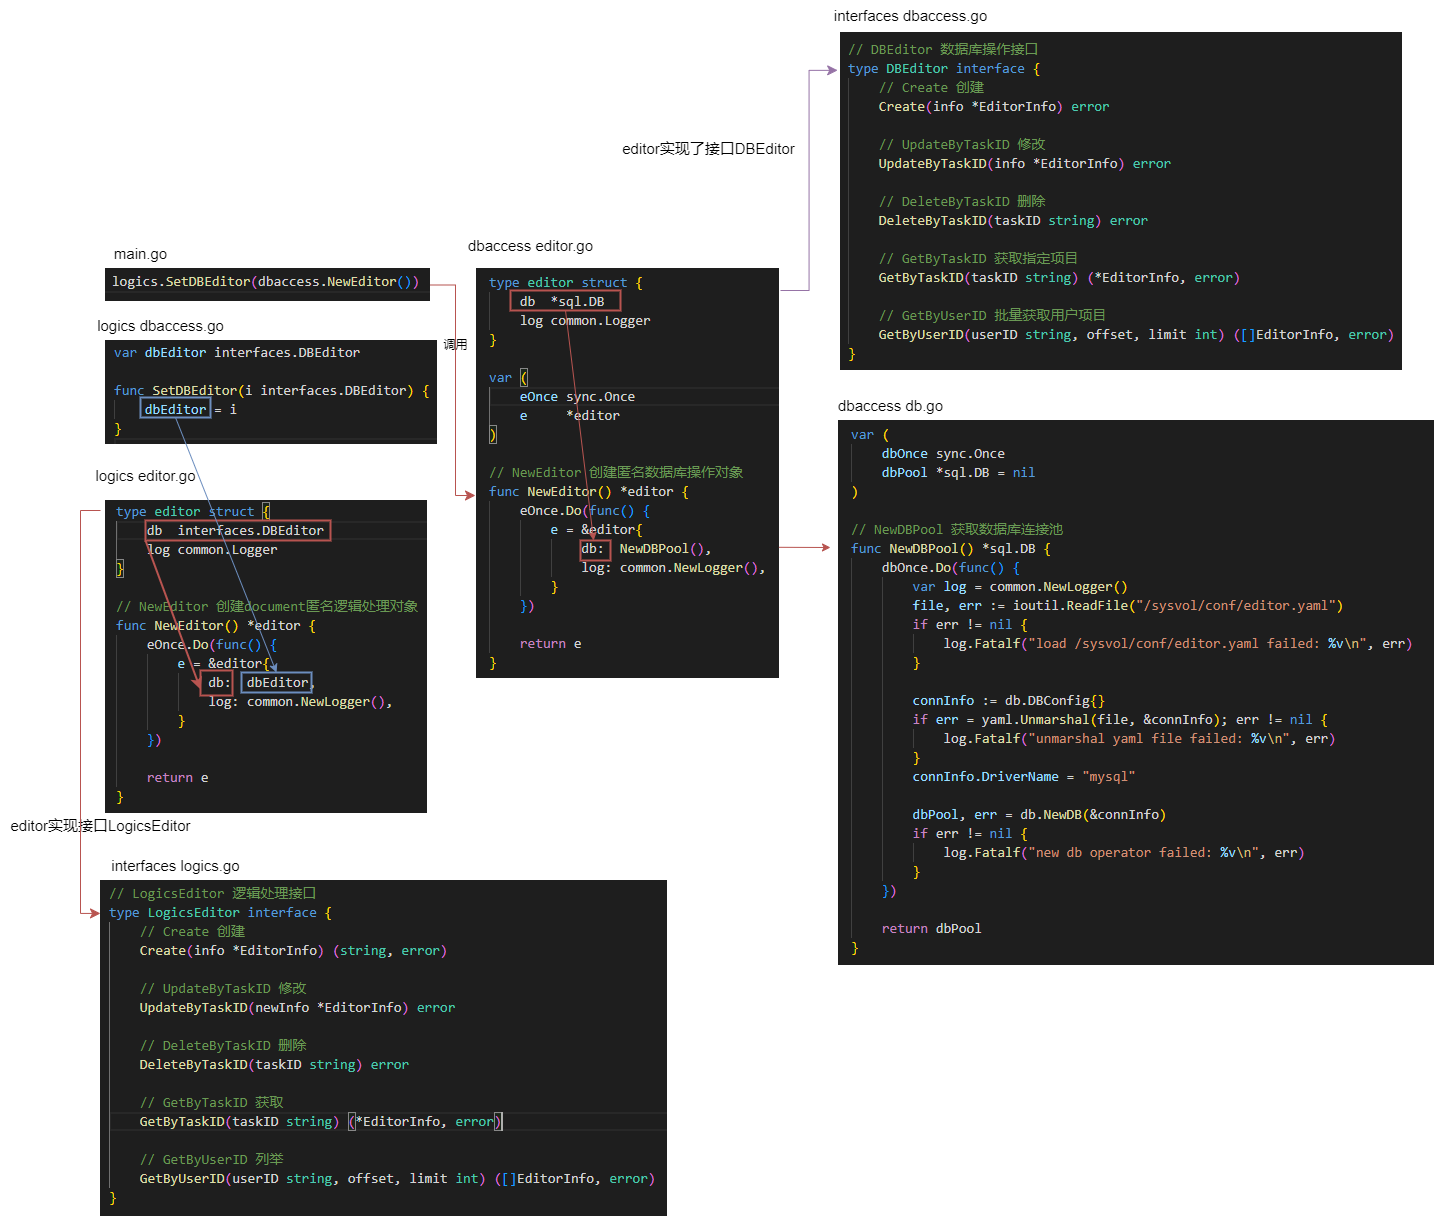 interfaces dbaccess.go
// DBEditor 数据库操作接口
type DBEditor interface {
// Create 创建
Create(info *EditorInfo) error
// UpdateByTaskID 修改
UpdateByTaskID(info *EditorInfo) error
// DeleteByTaskID 删除
DeleteByTaskID(taskID string) error
// GetByTaskID 获取指定项目
GetByTaskID(taskID string) (*EditorInfo, error)
// GetByUserID 批量获取用户项目
GetByUserID(userID string, offset, limit int) ([]EditorInfo, error)
}
editor实现了接口DBEditor
main.go
logics.SetDBEditor(dbaccess.NewEditor())
logics dbaccess.go
var dbEditor interfaces.DBEditor
func SetDBEditor(i interfaces.DBEditor) {
dbEditor = i
}
调用
dbaccess editor.go
type editor struct {
db  *sql.DB
log common.Logger
}
var (
eOnce sync.Once
e     *editor
)
// NewEditor 创建匿名数据库操作对象
func NewEditor() *editor {
eOnce.Do(func() {
e = &editor{
db:  NewDBPool(),
log: common.NewLogger(),
}
})
return e
}
dbaccess db.go
var (
dbOnce sync.Once
dbPool *sql.DB = nil
)
// NewDBPool 获取数据库连接池
func NewDBPool() *sql.DB {
dbOnce.Do(func() {
var log = common.NewLogger()
file, err := ioutil.ReadFile("/sysvol/conf/editor.yaml")
if err != nil {
log.Fatalf("load /sysvol/conf/editor.yaml failed: %v\n", err)
}
connInfo := db.DBConfig{}
if err = yaml.Unmarshal(file, &connInfo); err != nil {
log.Fatalf("unmarshal yaml file failed: %v\n", err)
}
connInfo.DriverName = "mysql"
dbPool, err = db.NewDB(&connInfo)
if err != nil {
log.Fatalf("new db operator failed: %v\n", err)
}
})
return dbPool
}
logics editor.go
type editor struct {
db  interfaces.DBEditor
log common.Logger
}
// NewEditor 创建document匿名逻辑处理对象
func NewEditor() *editor {
eOnce.Do(func() {
e = &editor{
db:  dbEditor,
log: common.NewLogger(),
}
})
return e
}
editor实现接口LogicsEditor
interfaces logics.go
// LogicsEditor 逻辑处理接口
type LogicsEditor interface {
// Create 创建
Create(info *EditorInfo) (string, error)
// UpdateByTaskID 修改
UpdateByTaskID(newInfo *EditorInfo) error
// DeleteByTaskID 删除
DeleteByTaskID(taskID string) error
// GetByTaskID 获取
GetByTaskID(taskID string) (*EditorInfo, error)
// GetByUserID 列举
GetByUserID(userID string, offset, limit int) ([]EditorInfo, error)
}